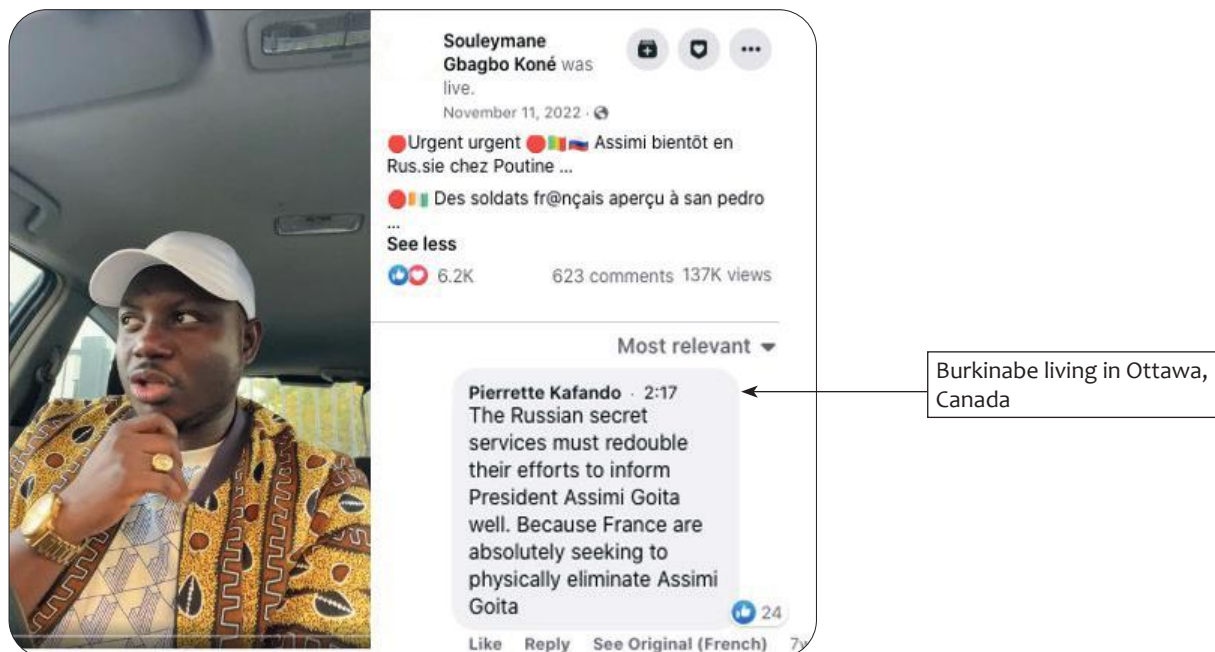 Souleymane
Gbagbo Koné was
live.
November 11, 2022 ·
Urgent urgent Assimi bientôt en
Rus.sie chez Poutine ...
Des soldats fr@nçais aperçu à san pedro
...
See less
6.2K 623 comments 137K views
Most relevant
Pierrette Kafando · 2:17
The Russian secret
services must redouble
their efforts to inform
President Assimi Goita
well. Because France are
absolutely seeking to
physically eliminate Assimi
Goita
24
Like Reply See Original (French) 7w
Burkinabe living in Ottawa,
Canada